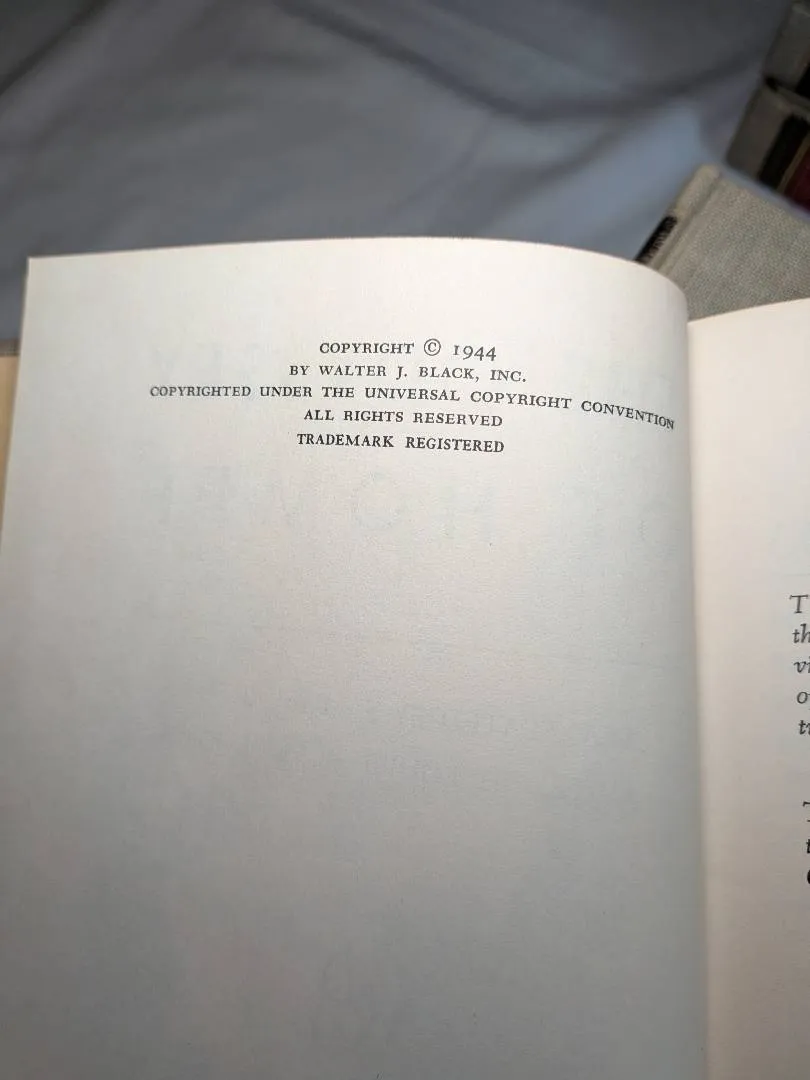 COPYRIGHT © 1944
BY WALTER J. BLACK, INC.
COPYRIGHTED UNDER THE UNIVERSAL COPYRIGHT CONVENTION
ALL RIGHTS RESERVED
TRADEMARK REGISTERED